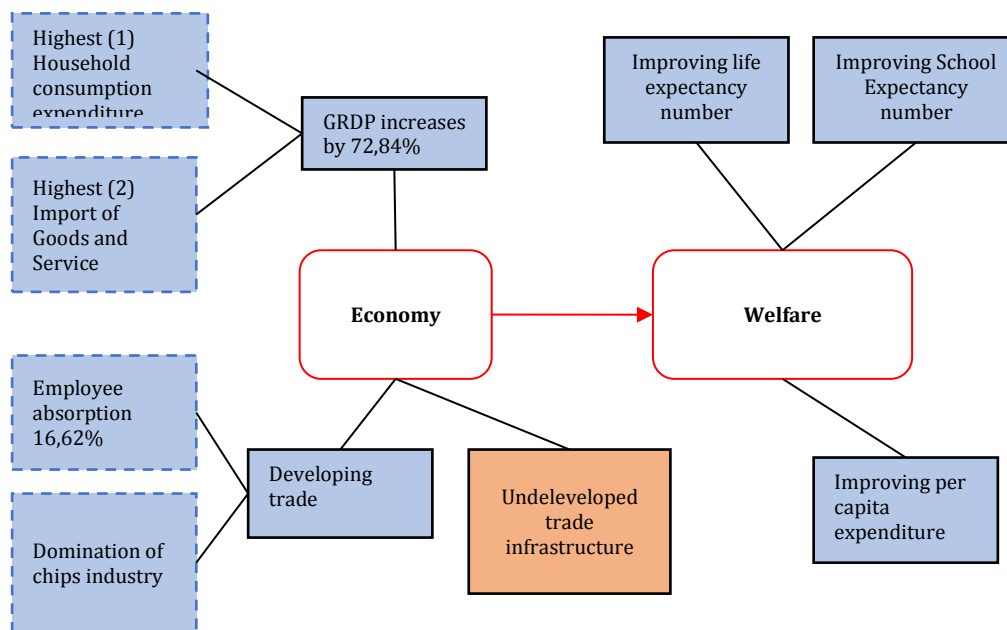 Highest (1)
Household
consumption
expenditure
Highest (2)
Import of
Goods and
Service
GRDP increases
by 72,84%
Improving life
expectancy
number
Improving School
Expectancy
number
Economy
Welfare
Employee
absorption
16,62%
Domination of
chips industry
Developing
trade
Undeleveloped
trade
infrastructure
Improving per
capita
expenditure